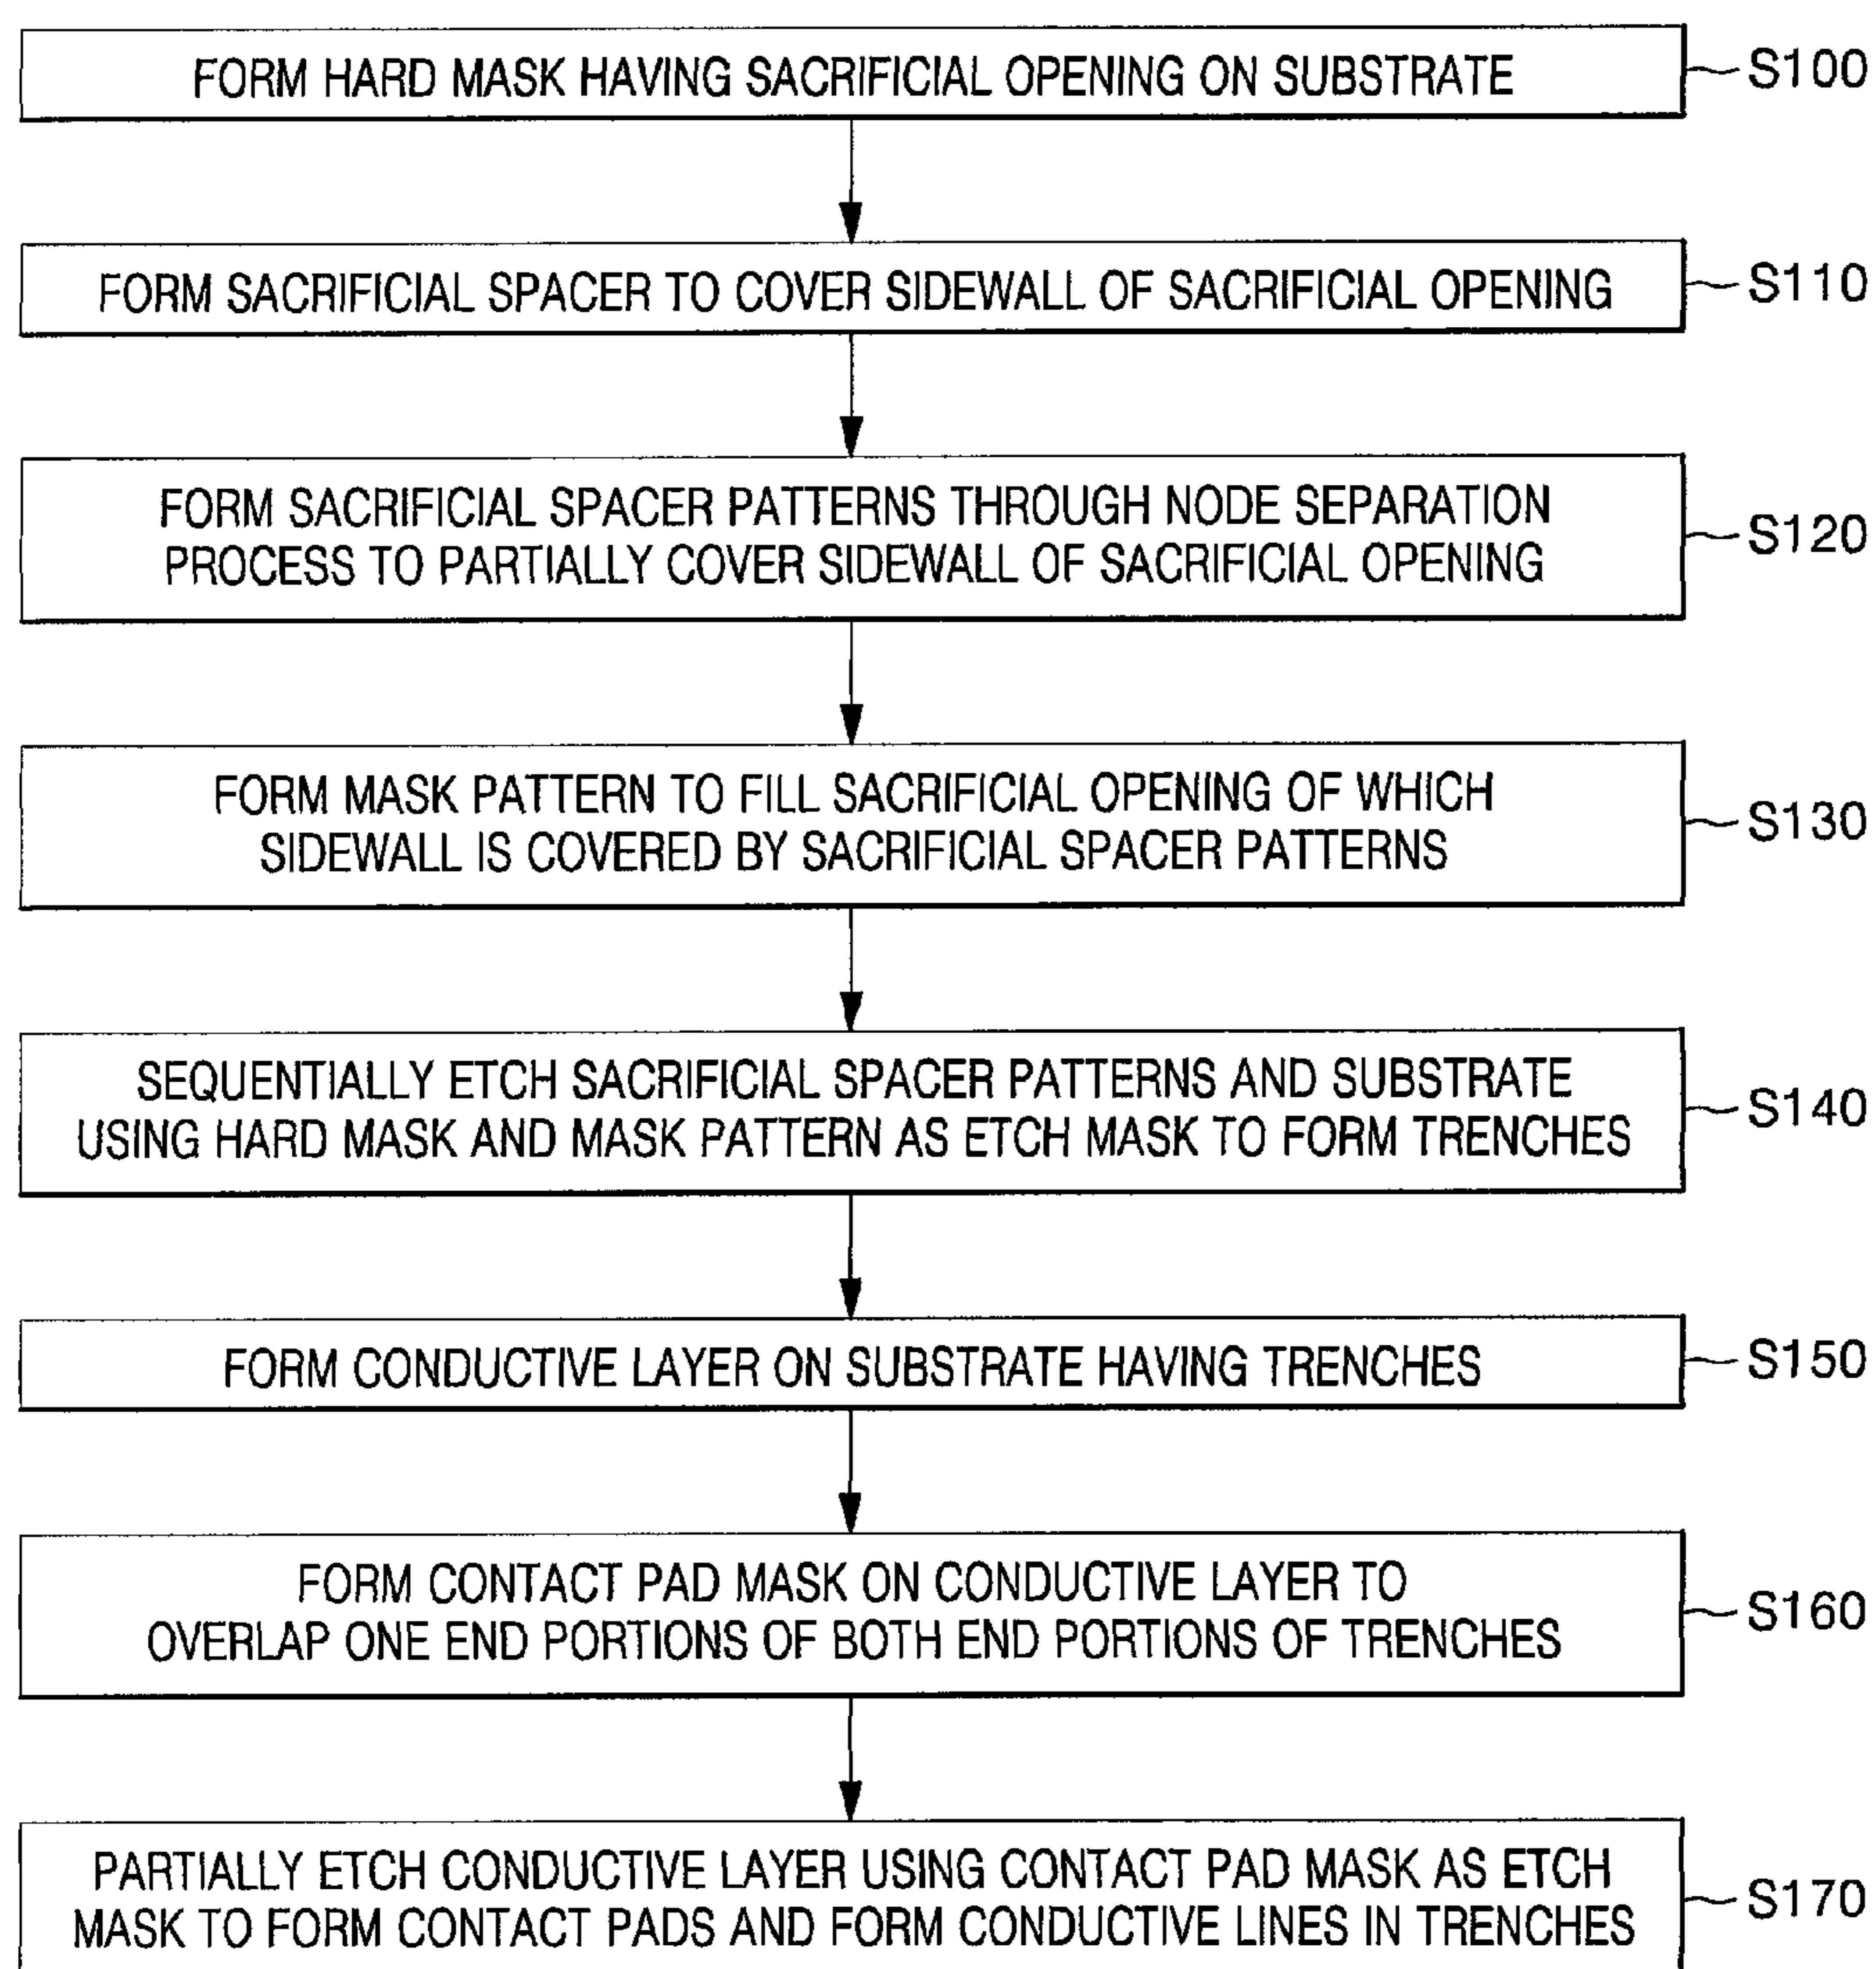 FORM HARD MASK HAVING SACRIFICIAL OPENING ON SUBSTRATE
S100
FORM SACRIFICIAL SPACER TO COVER SIDEWALL OF SACRIFICIAL OPENING
S110
FORM SACRIFICIAL SPACER PATTERNS THROUGH NODE SEPARATION
PROCESS TO PARTIALLY COVER SIDEWALL OF SACRIFICIAL OPENING
S120
FORM MASK PATTERN TO FILL SACRIFICIAL OPENING OF WHICH
SIDEWALL IS COVERED BY SACRIFICIAL SPACER PATTERNS
S130
SEQUENTIALLY ETCH SACRIFICIAL SPACER PATTERNS AND SUBSTRATE
USING HARD MASK AND MASK PATTERN AS ETCH MASK TO FORM TRENCHES
S140
FORM CONDUCTIVE LAYER ON SUBSTRATE HAVING TRENCHES
S150
FORM CONTACT PAD MASK ON CONDUCTIVE LAYER TO
OVERLAP ONE END PORTIONS OF BOTH END PORTIONS OF TRENCHES
S160
PARTIALLY ETCH CONDUCTIVE LAYER USING CONTACT PAD MASK AS ETCH
MASK TO FORM CONTACT PADS AND FORM CONDUCTIVE LINES IN TRENCHES
S170